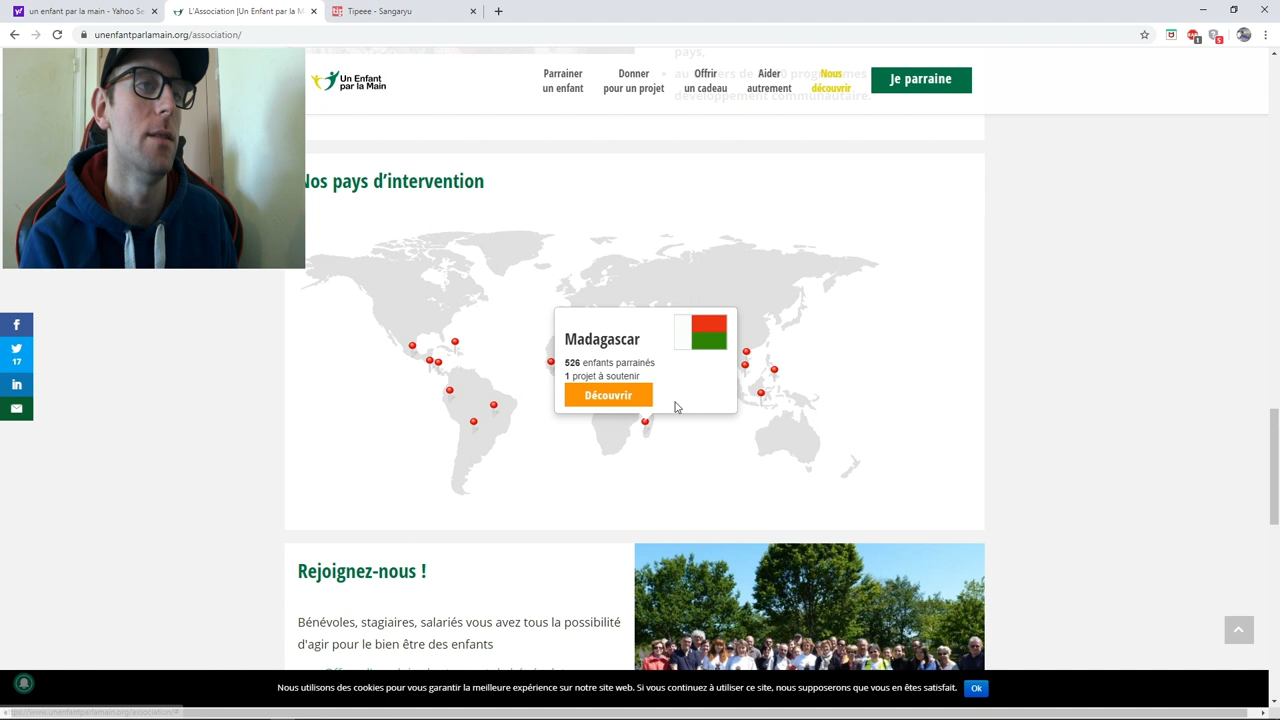 un enfant par la main - Yahoo Se
L'Association |Un Enfant par la M
Tipeee - Sangaryu
unenfantparlamain.org/association/
1
5
pays,
Un Enfant
par la Main
Parrainer
un enfant
Donner
pour un projet
Offrir
un cadeau
Aider
autrement
Nous
découvrir
Je parraine
développement communautaire.
Nos pays d'intervention
17
Madagascar
526 enfants parrainés
1 projet à soutenir
Découvrir
Rejoignez-nous !
Bénévoles, stagiaires, salariés vous avez tous la possibilité
d'agir pour le bien être des enfants
Nous utilisons des cookies pour vous garantir la meilleure expérience sur notre site web. Si vous continuez à utiliser ce site, nous supposerons que vous en êtes satisfait.
Ok